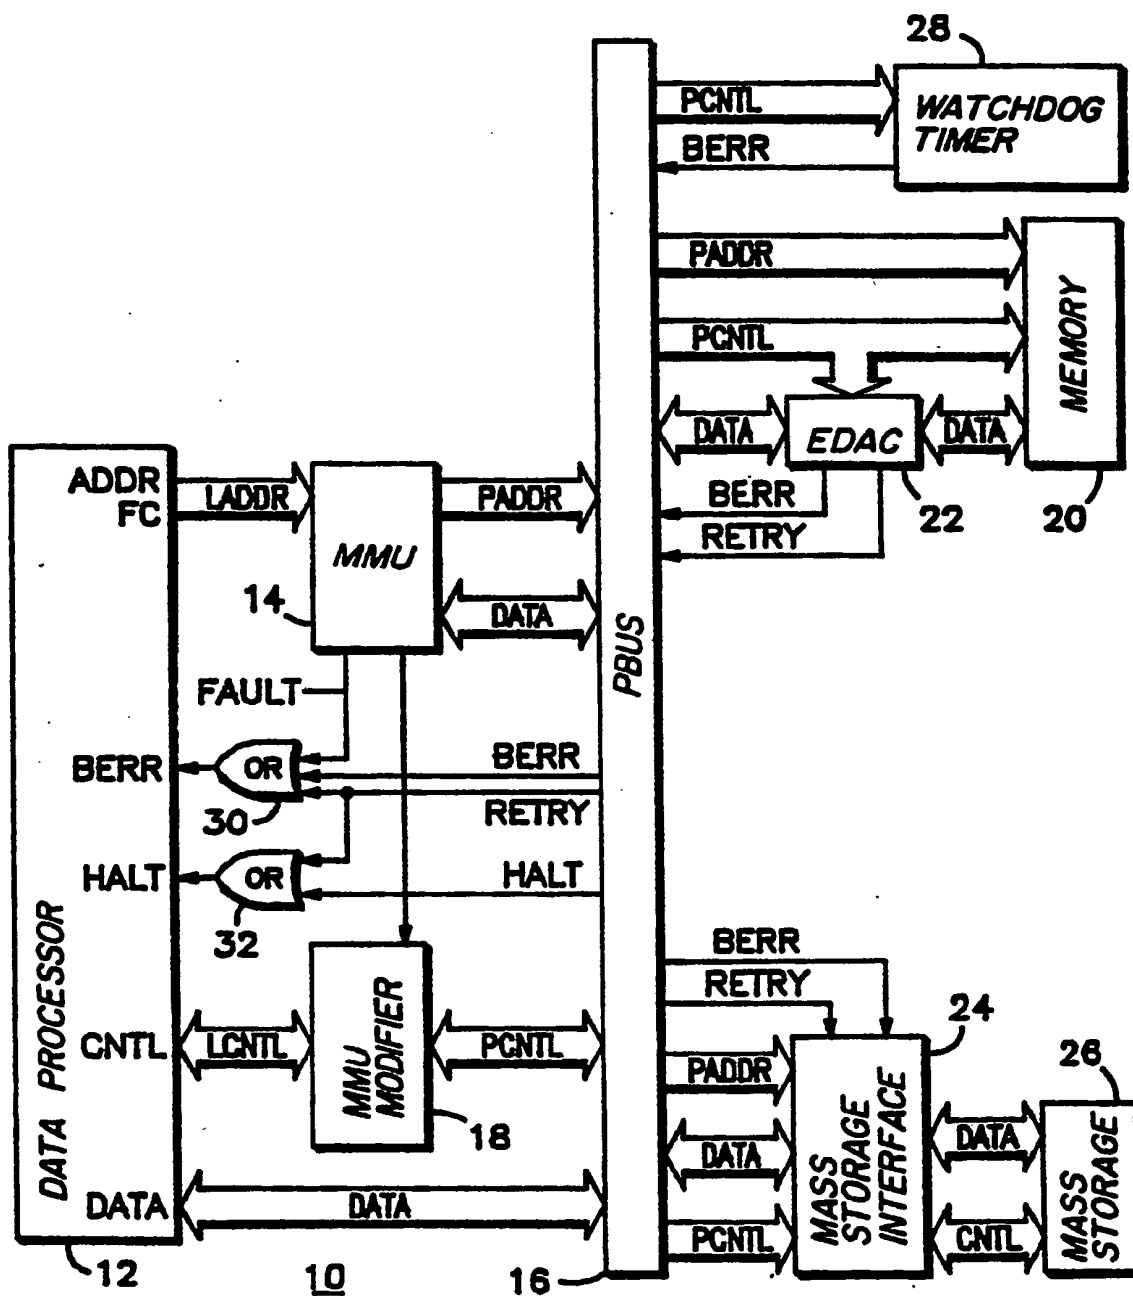 28
WATCHDOG
TIMER
PCNTL
BERR
PADDR
PCNTL
MEMORY
DATA
EDAC
DATA
BERR
RETRY
22
20
ADDR
FC
LADDR
MMU
PADDR
14
DATA
PBUS
FAULT
BERR
OR
BERR
30
RETRY
HALT
OR
HALT
32
DATA PROCESSOR
MMU
MODIFIER
CNTL
LCNTL
PCNTL
18
DATA
DATA
12
10
16
BERR
RETRY
24
PADDR
26
MASS
STORAGE
INTERFACE
DATA
DATA
PCNTL
CNTL
MASS
STORAGE